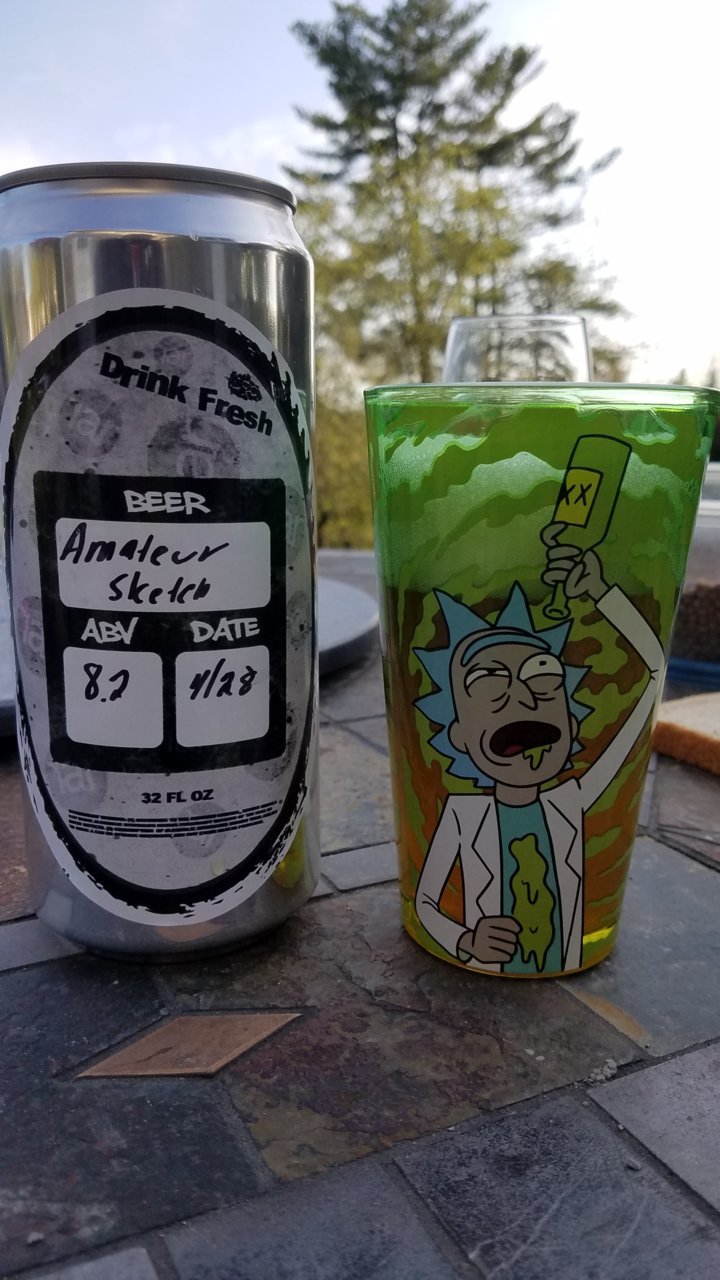 Drink Fresh
BEER
Amateur
Sketch
ABV
DATE
8.2
4/28
32 FL OZ
XX